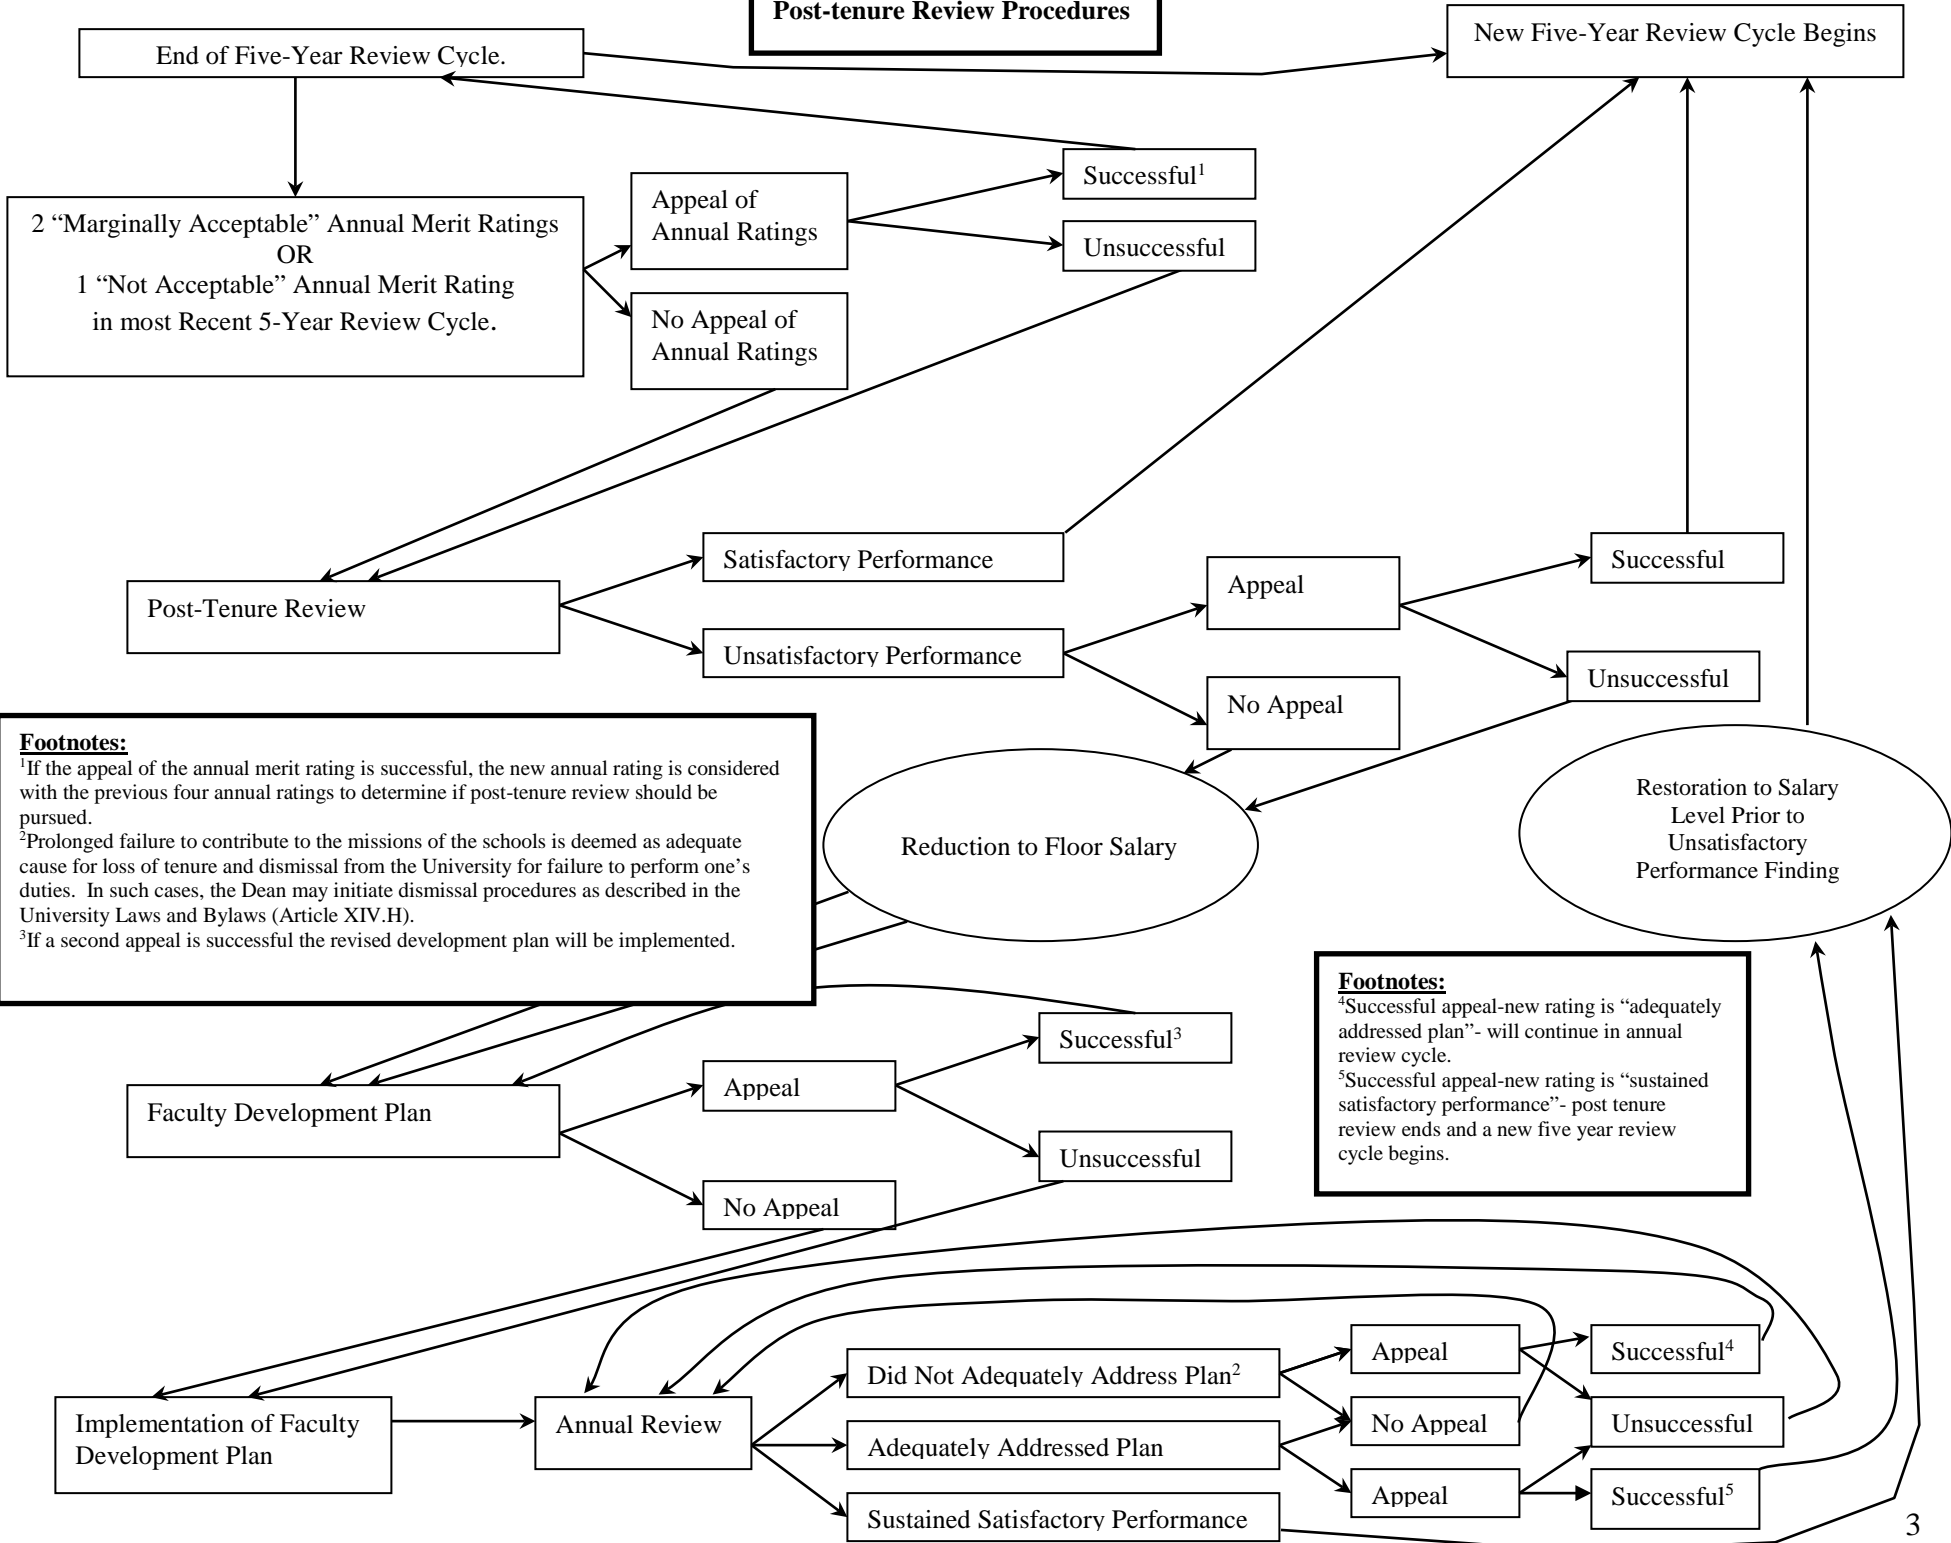 Post-tenure Review Procedures
End of Five-Year Review Cycle.
New Five-Year Review Cycle Begins
2 “Marginally Acceptable” Annual Merit Ratings
OR
1 “Not Acceptable” Annual Merit Rating
in most Recent 5-Year Review Cycle.
Appeal of
Annual Ratings
No Appeal of
Annual Ratings
Successful¹
Unsuccessful
Post-Tenure Review
Satisfactory Performance
Unsatisfactory Performance
Appeal
No Appeal
Successful
Unsuccessful
Footnotes:
¹If the appeal of the annual merit rating is successful, the new annual rating is considered
with the previous four annual ratings to determine if post-tenure review should be
pursued.
²Prolonged failure to contribute to the missions of the schools is deemed as adequate
cause for loss of tenure and dismissal from the University for failure to perform one’s
duties.  In such cases, the Dean may initiate dismissal procedures as described in the
University Laws and Bylaws (Article XIV.H).
³If a second appeal is successful the revised development plan will be implemented.
Reduction to Floor Salary
Restoration to Salary
Level Prior to
Unsatisfactory
Performance Finding
Footnotes:
⁴Successful appeal-new rating is “adequately
addressed plan”- will continue in annual
review cycle.
⁵Successful appeal-new rating is “sustained
satisfactory performance”- post tenure
review ends and a new five year review
cycle begins.
Faculty Development Plan
Appeal
No Appeal
Successful³
Unsuccessful
Implementation of Faculty
Development Plan
Annual Review
Did Not Adequately Address Plan²
Adequately Addressed Plan
Sustained Satisfactory Performance
Appeal
No Appeal
Appeal
Successful⁴
Unsuccessful
Successful⁵
3